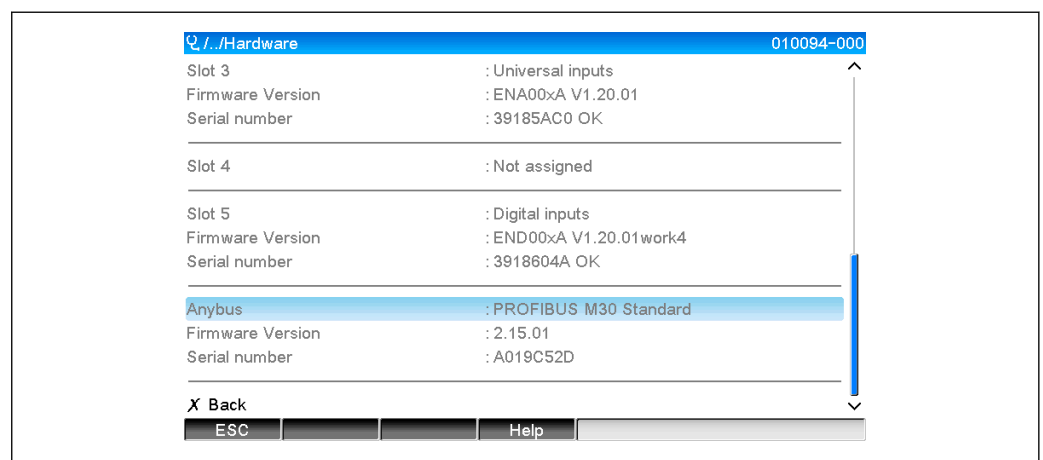 /../Hardware 010094-000
Slot 3 : Universal inputs
Firmware Version : ENA00xA V1.20.01
Serial number : 39185AC0 OK
Slot 4 : Not assigned
Slot 5 : Digital inputs
Firmware Version : END00xA V1.20.01work4
Serial number : 3918604A OK
Anybus : PROFIBUS M30 Standard
Firmware Version : 2.15.01
Serial number : A019C52D
X Back
ESC Help